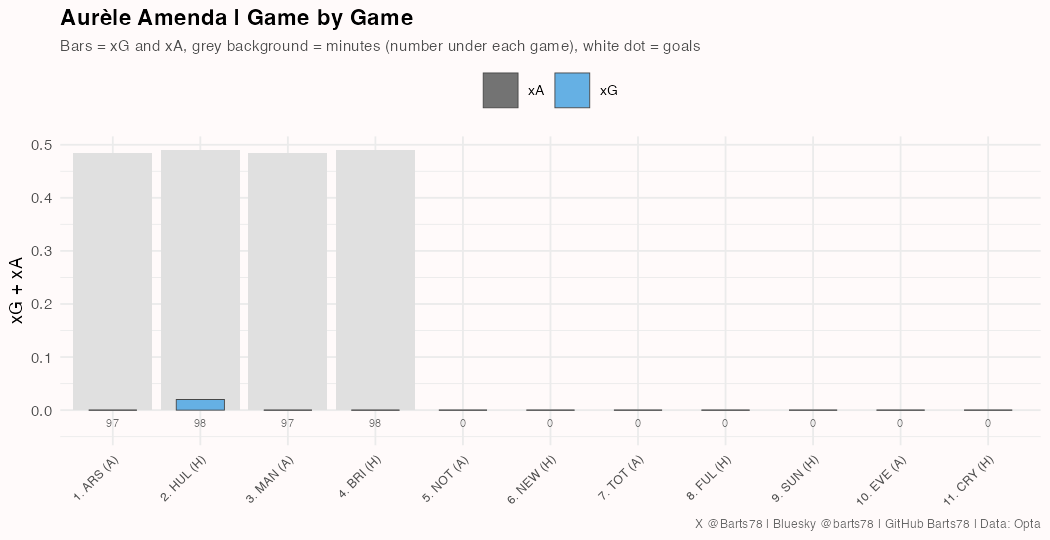 Aurèle Amenda | Game by Game
Bars = xG and xA, grey background = minutes (number under each game), white dot = goals
xA xG
xG + xA
0.5
0.4
0.3
0.2
0.1
0.0
97 98 97 98 0 0 0 0 0 0 0
1. ARS (A) 2. HUL (H) 3. MAN (A) 4. BRI (H) 5. NOT (A) 6. NEW (H) 7. TOT (A) 8. FUL (H) 9. SUN (H) 10. EVE (A) 11. CRY (H)
X @Barts78 | Bluesky @barts78 | GitHub Barts78 | Data: Opta